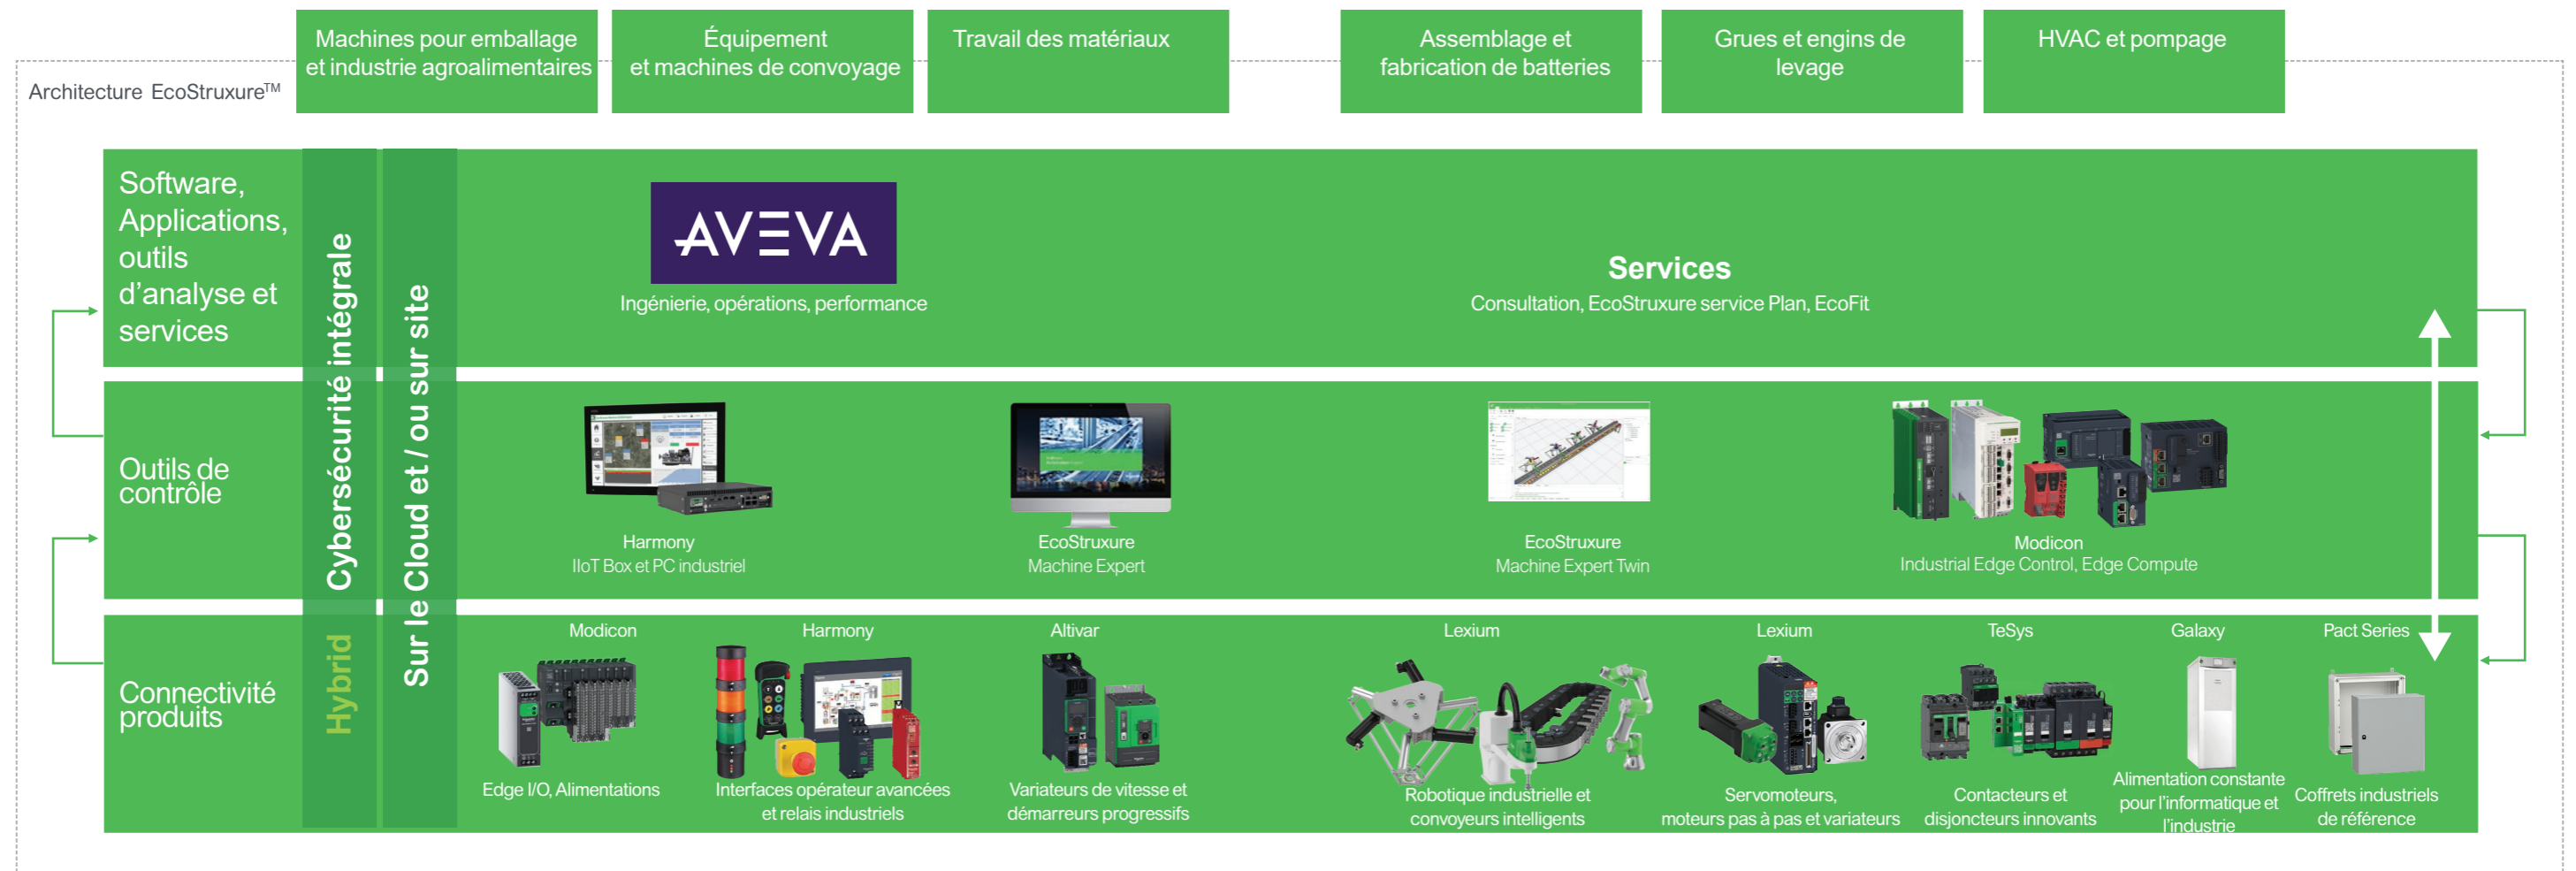 Machines pour emballage
et industrie agroalimentaires
Équipement
et machines de convoyage
Travail des matériaux
Assemblage et
fabrication de batteries
Grues et engins de
levage
HVAC et pompage
Architecture EcoStruxure™
Software,
Applications,
outils
d’analyse et
services
Hybrid Cybersécurité intégrale
Sur le Cloud et / ou sur site
AVEVA
Ingénierie, opérations, performance
Services
Consultation, EcoStruxure service Plan, EcoFit
Outils de
contrôle
Harmony
IIoT Box et PC industriel
EcoStruxure
Machine Expert
EcoStruxure
Machine Expert Twin
Modicon
Industrial Edge Control, Edge Compute
Connectivité
produits
Modicon
Edge I/O, Alimentations
Harmony
Interfaces opérateur avancées
et relais industriels
Altivar
Variateurs de vitesse et
démarreurs progressifs
Lexium
Robotique industrielle et
convoyeurs intelligents
Lexium
Servomoteurs,
moteurs pas à pas et variateurs
TeSys
Contacteurs et
disjoncteurs innovants
Galaxy
Alimentation constante
pour l’informatique et
l’industrie
Pact Series
Coffrets industriels
de référence